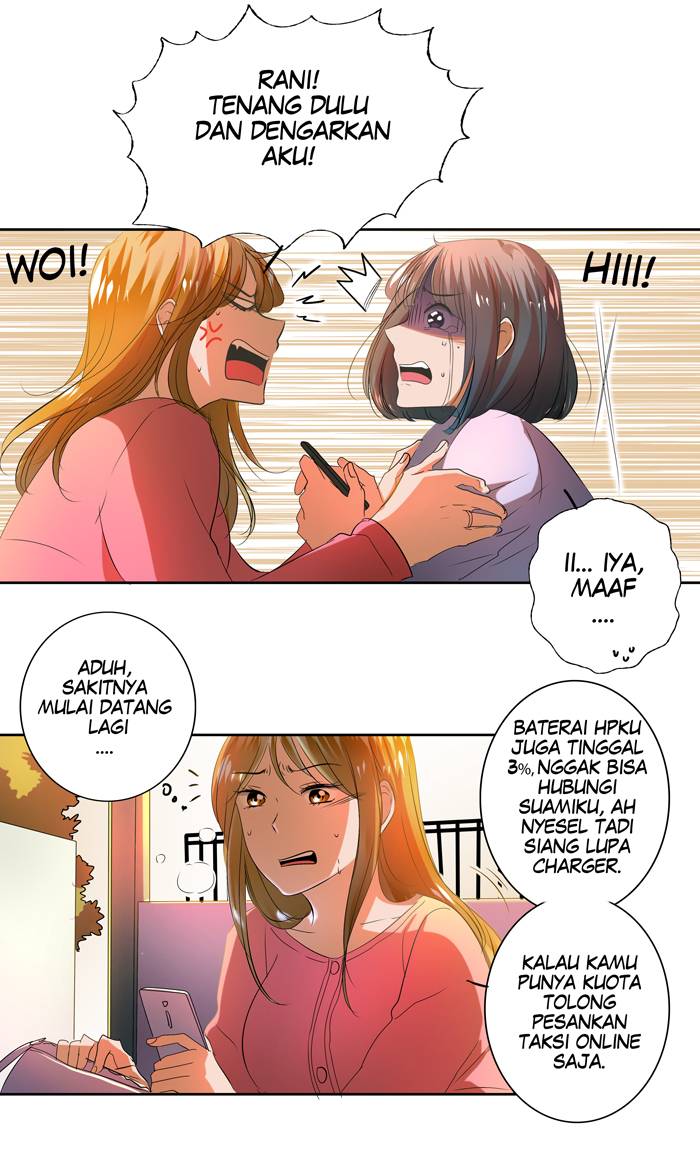 RANI!
TENANG DULU
DAN DENGARKAN
AKU!
WOI!
HIII!
II... IYA,
MAAF
....
ADUH,
SAKITNYA
MULAI DATANG
LAGI
....
BATERAI HPKU
JUGA TINGGAL
3%, NGGAK BISA
HUBUNGI
SUAMIKU, AH
NYESEL TADI
SIANG LUPA
CHARGER.
KALAU KAMU
PUNYA KUOTA
TOLONG
PESANKAN
TAKSI ONLINE
SAJA.